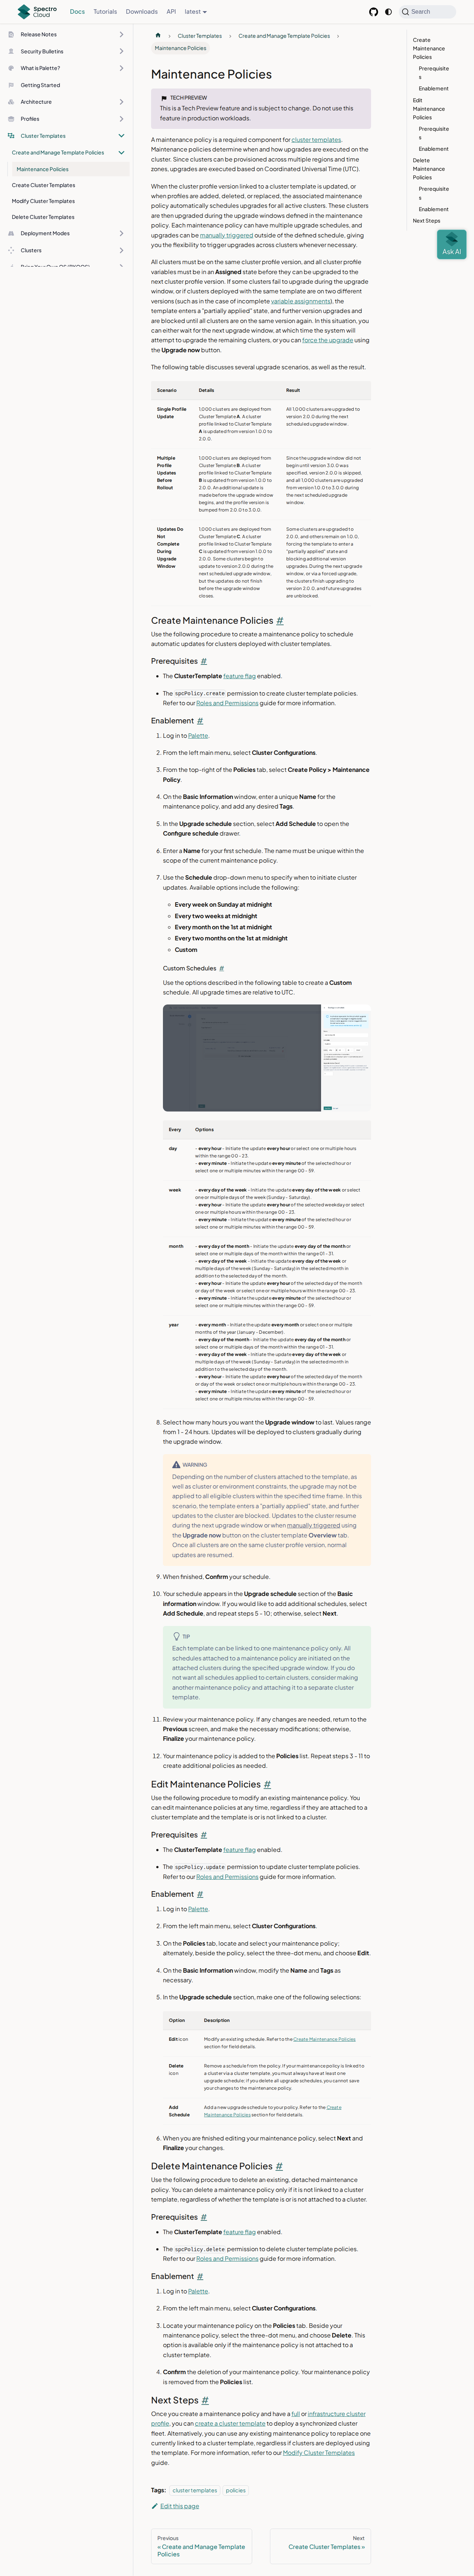 Spectro Cloud
Docs
Tutorials
Downloads
API
latest
Search
Release Notes
Security Bulletins
What is Palette?
Getting Started
Architecture
Profiles
Cluster Templates
Create and Manage Template Policies
Maintenance Policies
Create Cluster Templates
Modify Cluster Templates
Delete Cluster Templates
Deployment Modes
Clusters
Cluster Templates
Create and Manage Template Policies
Maintenance Policies
Maintenance Policies
TECH PREVIEW
This is a Tech Preview feature and is subject to change. Do not use this
feature in production workloads.
A maintenance policy is a required component for cluster templates.
Maintenance policies determine when and how upgrades are executed on the
cluster. Since clusters can be provisioned across multiple regions and time
zones, upgrades are executed based on Coordinated Universal Time (UTC).
When the cluster profile version linked to a cluster template is updated, or
when profiles are added or removed, the associated maintenance
policy automatically schedules upgrades for all attached clusters. These clusters
are then upgraded during the upgrade window defined in the maintenance
policy. Each maintenance policy can have multiple upgrade schedules, and
upgrades can be manually triggered outside of the defined schedule, giving
you the flexibility to trigger upgrades across clusters whenever necessary.
All clusters must be on the same cluster profile version, and all cluster profile
variables must be in an Assigned state before they are able to be upgraded to the
next cluster profile version. If some clusters fail to upgrade during the upgrade
window, or if clusters deployed with the same template are on two different
versions (such as in the case of incomplete variable assignments), the template
enters a "partially applied" state, and further upgrades
are blocked until all clusters are on the same version again. In this situation, you
can either wait for the next upgrade window, at which time the system will
attempt to upgrade the remaining clusters, or you can force the upgrade using
the Upgrade now button.
The following table discusses several upgrade scenarios, as well as the result.
Scenario
Details
Result
Single Profile Update
1,000 clusters are deployed from Cluster Template A. A cluster profile linked to Cluster Template A is updated from version 1.0.0 to 2.0.0.
All 1,000 clusters are upgraded to version 2.0.0 during the next scheduled upgrade window.
Multiple Profile Updates Before Rollout
1,000 clusters are deployed from Cluster Template B. A cluster profile linked to Cluster Template B is updated from version 1.0.0 to 2.0.0. An additional update is made before the upgrade window begins, and the profile version is bumped from 2.0.0 to 3.0.0.
Since the upgrade window did not begin until version 3.0.0 was specified, version 2.0.0 is skipped, and all 1,000 clusters are upgraded from version 1.0.0 to 3.0.0 during the next scheduled upgrade window.
Updates Do Not Complete During Upgrade Window
1,000 clusters are deployed from Cluster Template C. A cluster profile linked to Cluster Template C is updated from version 1.0.0 to 2.0.0. Some clusters begin to update to version 2.0.0 during the next scheduled upgrade window, but the updates do not finish before the upgrade window closes.
Some clusters are upgraded to 2.0.0, and others remain on 1.0.0, forcing the template to enter a "partially applied" state and blocking additional version upgrades. During the next upgrade window, or via a forced upgrade, the clusters finish upgrading to version 2.0.0, and future upgrades are unblocked.
Create Maintenance Policies #
Use the following procedure to create a maintenance policy to schedule
automatic updates for clusters deployed with cluster templates.
Prerequisites #
The ClusterTemplate feature flag enabled.
The spcPolicy.create permission to create cluster template policies.
Refer to our Roles and Permissions guide for more information.
Enablement #
1. Log in to Palette.
2. From the left main menu, select Cluster Configurations.
3. From the top-right of the Policies tab, select Create Policy > Maintenance
Policy.
4. On the Basic Information window, enter a unique Name for the
maintenance policy, and add any desired Tags.
5. In the Upgrade schedule section, select Add Schedule to open the
Configure schedule drawer.
6. Enter a Name for your first schedule. The name must be unique within the
scope of the current maintenance policy.
7. Use the Schedule drop-down menu to specify when to initiate cluster
updates. Available options include the following:
Every week on Sunday at midnight
Every two weeks at midnight
Every month on the 1st at midnight
Every two months on the 1st at midnight
Custom
Custom Schedules #
Use the options described in the following table to create a Custom
schedule. All upgrade times are relative to UTC.
Every
Options
day
- every hour - Initiate the update every hour or select one or multiple hours within the range 00 - 23.
- every minute - Initiate the update every minute of the selected hour or select one or multiple minutes within the range 00 - 59.
week
- every day of the week - Initiate the update every day of the week or select one or multiple days of the week (Sunday - Saturday).
- every hour - Initiate the update every hour of the selected weekday or select one or multiple hours within the range 00 - 23.
- every minute - Initiate the update every minute of the selected hour or select one or multiple minutes within the range 00 - 59.
month
- every day of the month - Initiate the update every day of the month or select one or multiple days of the month within the range 01 - 31.
- every day of the week - Initiate the update every day of the week or multiple days of the week (Sunday - Saturday) in the selected month in addition to the selected day of the month.
- every hour - Initiate the update every hour of the selected day of the month or day of the week or select one or multiple hours within the range 00 - 23.
- every minute - Initiate the update every minute of the selected hour or select one or multiple minutes within the range 00 - 59.
year
- every month - Initiate the update every month or select one or multiple months of the year (January - December).
- every day of the month - Initiate the update every day of the month or select one or multiple days of the month within the range 01 - 31.
- every day of the week - Initiate the update every day of the week or multiple days of the week (Sunday - Saturday) in the selected month in addition to the selected day of the month.
- every hour - Initiate the update every hour of the selected day of the month or day of the week or select one or multiple hours within the range 00 - 23.
- every minute - Initiate the update every minute of the selected hour or select one or multiple minutes within the range 00 - 59.
8. Select how many hours you want the Upgrade window to last. Values range
from 1 - 24 hours. Updates will be deployed to clusters gradually during
the upgrade window.
WARNING
Depending on the number of clusters attached to the template, as
well as cluster or environment constraints, the upgrade may not be
applied to all eligible clusters within the specified time frame. In this
scenario, the template enters a "partially applied" state, and further
updates to the cluster are blocked. Updates to the cluster resume
during the next upgrade window or when manually triggered using
the Upgrade now button on the cluster template Overview tab.
Once all clusters are on the same cluster profile version, normal
updates are resumed.
9. When finished, Confirm your schedule.
10. Your schedule appears in the Upgrade schedule section of the Basic
information window. If you would like to add additional schedules, select
Add Schedule, and repeat steps 5 - 10; otherwise, select Next.
TIP
Each template can be linked to one maintenance policy only. All
schedules attached to a maintenance policy are initiated on the
attached clusters during the specified upgrade window. If you do
not want all schedules applied to certain clusters, consider making
another maintenance policy and attaching it to a separate cluster
template.
11. Review your maintenance policy. If any changes are needed, return to the
Previous screen, and make the necessary modifications; otherwise,
Finalize your maintenance policy.
12. Your maintenance policy is added to the Policies list. Repeat steps 3 - 11 to
create additional policies as needed.
Edit Maintenance Policies #
Use the following procedure to modify an existing maintenance policy. You
can edit maintenance policies at any time, regardless if they are attached to a
cluster template and the template is or is not linked to a cluster.
Prerequisites #
The ClusterTemplate feature flag enabled.
The spcPolicy.update permission to update cluster template policies.
Refer to our Roles and Permissions guide for more information.
Enablement #
1. Log in to Palette.
2. From the left main menu, select Cluster Configurations.
3. On the Policies tab, locate and select your maintenance policy;
alternately, beside the policy, select the three-dot menu, and choose Edit.
4. On the Basic Information window, modify the Name and Tags as
necessary.
5. In the Upgrade schedule section, make one of the following selections:
Option
Description
Edit icon
Modify an existing schedule. Refer to the Create Maintenance Policies section for field details.
Delete icon
Remove a schedule from the policy. If your maintenance policy is linked to a cluster via a cluster template, you must always have at least one upgrade schedule; if you delete all upgrade schedules, you cannot save your changes to the maintenance policy.
Add Schedule
Add a new upgrade schedule to your policy. Refer to the Create Maintenance Policies section for field details.
6. When you are finished editing your maintenance policy, select Next and
Finalize your changes.
Delete Maintenance Policies #
Use the following procedure to delete an existing, detached maintenance
policy. You can delete a maintenance policy only if it is not linked to a cluster
template, regardless of whether the template is or is not attached to a cluster.
Prerequisites #
The ClusterTemplate feature flag enabled.
The spcPolicy.delete permission to delete cluster template policies.
Refer to our Roles and Permissions guide for more information.
Enablement #
1. Log in to Palette.
2. From the left main menu, select Cluster Configurations.
3. Locate your maintenance policy on the Policies tab. Beside your
maintenance policy, select the three-dot menu, and choose Delete. This
option is available only if the maintenance policy is not attached to a
cluster template.
4. Confirm the deletion of your maintenance policy. Your maintenance policy
is removed from the Policies list.
Next Steps #
Once you create a maintenance policy and have a full or infrastructure cluster
profile, you can create a cluster template to deploy a synchronized cluster
fleet. Alternatively, you can use any existing maintenance policy to replace one
currently linked to a cluster template, regardless if clusters are deployed using
the template. For more information, refer to our Modify Cluster Templates
guide.
Tags:
cluster templates
policies
Edit this page
Previous
« Create and Manage Template Policies
Next
Create Cluster Templates »
Create Maintenance Policies
Prerequisites
Enablement
Edit Maintenance Policies
Prerequisites
Enablement
Delete Maintenance Policies
Prerequisites
Enablement
Next Steps
Ask AI